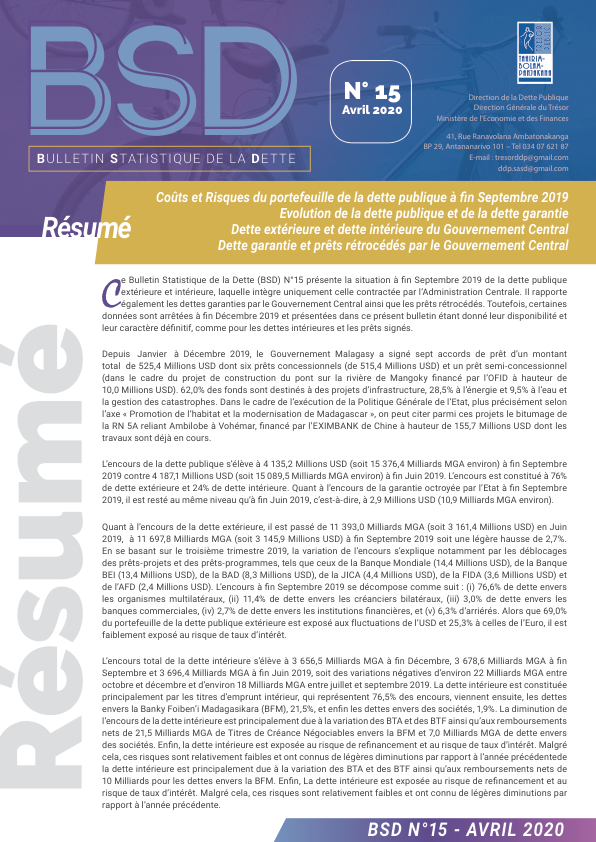 BSD
BULLETIN STATISTIQUE DE LA DETTE
N° 15
Avril 2020
TAHIRIM-
BOLAM-
PANJAKANA
Direction de la Dette Publique
Direction Générale du Trésor
Ministère de l'Economie et des Finances
41, Rue Ranavolana Ambatonakanga
BP 29, Antananarivo 101 – Tel 034 07 621 87
E-mail : tresorddp@gmail.com
ddp.sasd@gmail.com
Résumé
Coûts et Risques du portefeuille de la dette publique à fin Septembre 2019
Evolution de la dette publique et de la dette garantie
Dette extérieure et dette intérieure du Gouvernement Central
Dette garantie et prêts rétrocédés par le Gouvernement Central
Résumé
Ce Bulletin Statistique de la Dette (BSD) N°15 présente la situation à fin Septembre 2019 de la dette publique
extérieure et intérieure, laquelle intègre uniquement celle contractée par l'Administration Centrale. Il rapporte
également les dettes garanties par le Gouvernement Central ainsi que les prêts rétrocédés. Toutefois, certaines
données sont arrêtées à fin Décembre 2019 et présentées dans ce présent bulletin étant donné leur disponibilité et
leur caractère définitif, comme pour les dettes intérieures et les prêts signés.
Depuis Janvier à Décembre 2019, le Gouvernement Malagasy a signé sept accords de prêt d'un montant
total de 525,4 Millions USD dont six prêts concessionnels (de 515,4 Millions USD) et un prêt semi-concessionnel
(dans le cadre du projet de construction du pont sur la rivière de Mangoky financé par l'OFID à hauteur de
10,0 Millions USD). 62,0% des fonds sont destinés à des projets d'infrastructure, 28,5% à l'énergie et 9,5% à l'eau et
la gestion des catastrophes. Dans le cadre de l'exécution de la Politique Générale de l'Etat, plus précisément selon
l'axe « Promotion de l'habitat et la modernisation de Madagascar », on peut citer parmi ces projets le bitumage de
la RN 5A reliant Ambilobe à Vohémar, financé par l'EXIMBANK de Chine à hauteur de 155,7 Millions USD dont les
travaux sont déjà en cours.
L'encours de la dette publique s'élève à 4 135,2 Millions USD (soit 15 376,4 Milliards MGA environ) à fin Septembre
2019 contre 4 187,1 Millions USD (soit 15 089,5 Milliards MGA environ) à fin Juin 2019. L'encours est constitué à 76%
de dette extérieure et 24% de dette intérieure. Quant à l'encours de la garantie octroyée par l'Etat à fin Septembre
2019, il est resté au même niveau qu'à fin Juin 2019, c'est-à-dire, à 2,9 Millions USD (10,9 Milliards MGA environ).
Quant à l'encours de la dette extérieure, il est passé de 11 393,0 Milliards MGA (soit 3 161,4 Millions USD) en Juin
2019, à 11 697,8 Milliards MGA (soit 3 145,9 Millions USD) à fin Septembre 2019 soit une légère hausse de 2,7%.
En se basant sur le troisième trimestre 2019, la variation de l'encours s'explique notamment par les déblocages
des prêts-projets et des prêts-programmes, tels que ceux de la Banque Mondiale (14,4 Millions USD), de la Banque
BEI (13,4 Millions USD), de la BAD (8,3 Millions USD), de la JICA (4,4 Millions USD), de la FIDA (3,6 Millions USD) et
de l'AFD (2,4 Millions USD). L'encours à fin Septembre 2019 se décompose comme suit : (i) 76,6% de dette envers
les organismes multilatéraux, (ii) 11,4% de dette envers les créanciers bilatéraux, (iii) 3,0% de dette envers les
banques commerciales, (iv) 2,7% de dette envers les institutions financières, et (v) 6,3% d'arriérés. Alors que 69,0%
du portefeuille de la dette publique extérieure est exposé aux fluctuations de l'USD et 25,3% à celles de l'Euro, il est
faiblement exposé au risque de taux d'intérêt.
L'encours total de la dette intérieure s'élève à 3 656,5 Milliards MGA à fin Décembre, 3 678,6 Milliards MGA à fin
Septembre et 3 696,4 Milliards MGA à fin Juin 2019, soit des variations négatives d'environ 22 Milliards MGA entre
octobre et décembre et d'environ 18 Milliards MGA entre juillet et septembre 2019. La dette intérieure est constituée
principalement par les titres d'emprunt intérieur, qui représentent 76,5% des encours, viennent ensuite, les dettes
envers la Banky Foiben'i Madagasikara (BFM), 21,5%, et enfin les dettes envers des sociétés, 1,9%. La diminution de
l'encours de la dette intérieure est principalement due à la variation des BTA et des BTF ainsi qu'aux remboursements
nets de 21,5 Milliards MGA de Titres de Créance Négociables envers la BFM et 7,0 Milliards MGA de dette envers
des sociétés. Enfin, la dette intérieure est exposée au risque de refinancement et au risque de taux d'intérêt. Malgré
cela, ces risques sont relativement faibles et ont connus de légères diminutions par rapport à l'année précédentede
la dette intérieure est principalement due à la variation des BTA et des BTF ainsi qu'aux remboursements nets de
10 Milliards pour les dettes envers la BFM. Enfin, La dette intérieure est exposée au risque de refinancement et au
risque de taux d'intérêt. Malgré cela, ces risques sont relativement faibles et ont connu de légères diminutions par
rapport à l'année précédente.
BSD N°15 - AVRIL 2020